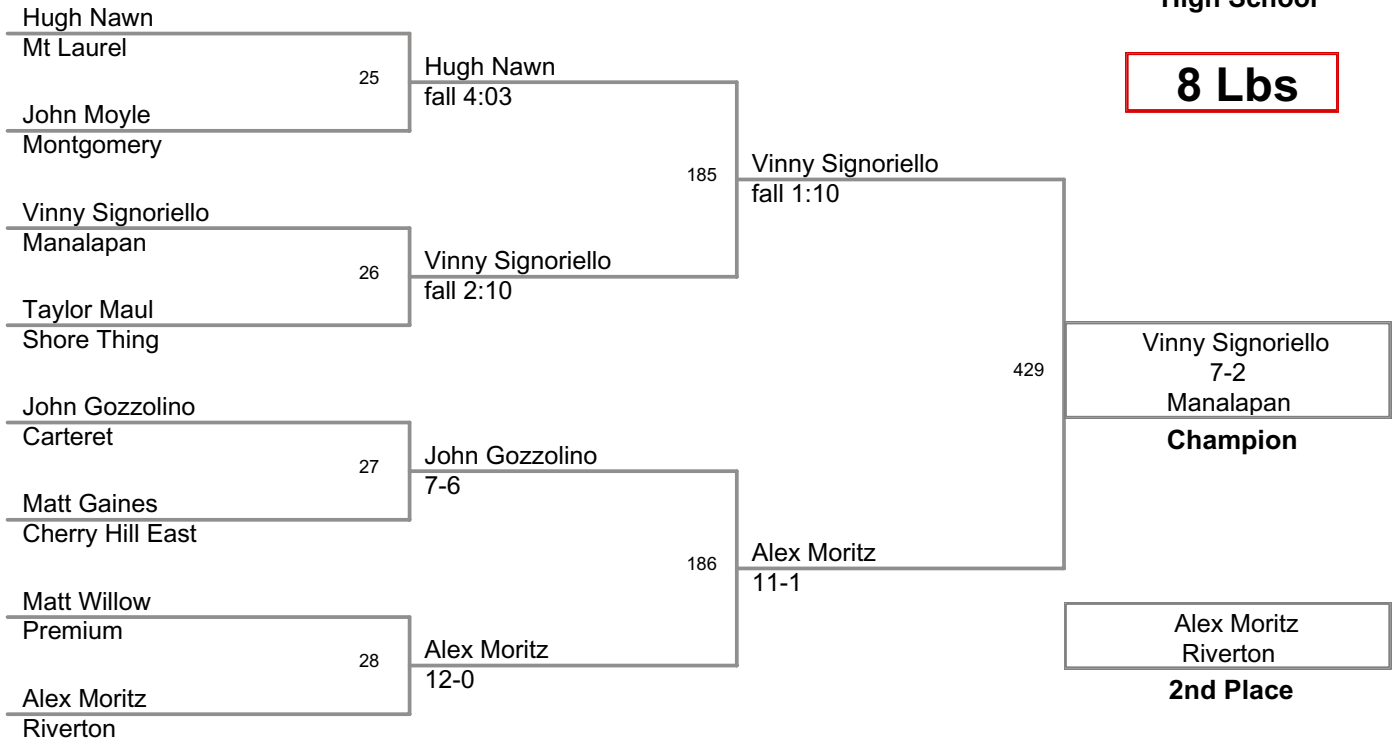 High School
8 Lbs
Hugh Nawn
Mt Laurel
25
John Moyle
Montgomery
Vinny Signoriello
Manalapan
26
Taylor Maul
Shore Thing
John Gozzolino
Carteret
27
Matt Gaines
Cherry Hill East
Matt Willow
Premium
28
Alex Moritz
Riverton
Hugh Nawn
fall 4:03
185
Vinny Signoriello
fall 2:10
John Gozzolino
7-6
186
Alex Moritz
12-0
Vinny Signoriello
fall 1:10
429
Alex Moritz
11-1
Vinny Signoriello
7-2
Manalapan
Champion
Alex Moritz
Riverton
2nd Place